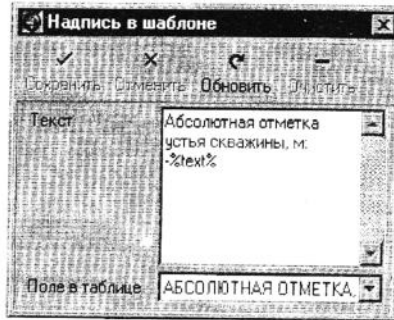 Надпись в шаблоне
Сохранить Отменить Обновить Очистить
Текст
Абсолютная отметка
устья скважины, м:
-%text%
Поле в таблице
АБСОЛЮТНАЯ ОТМЕТКА,